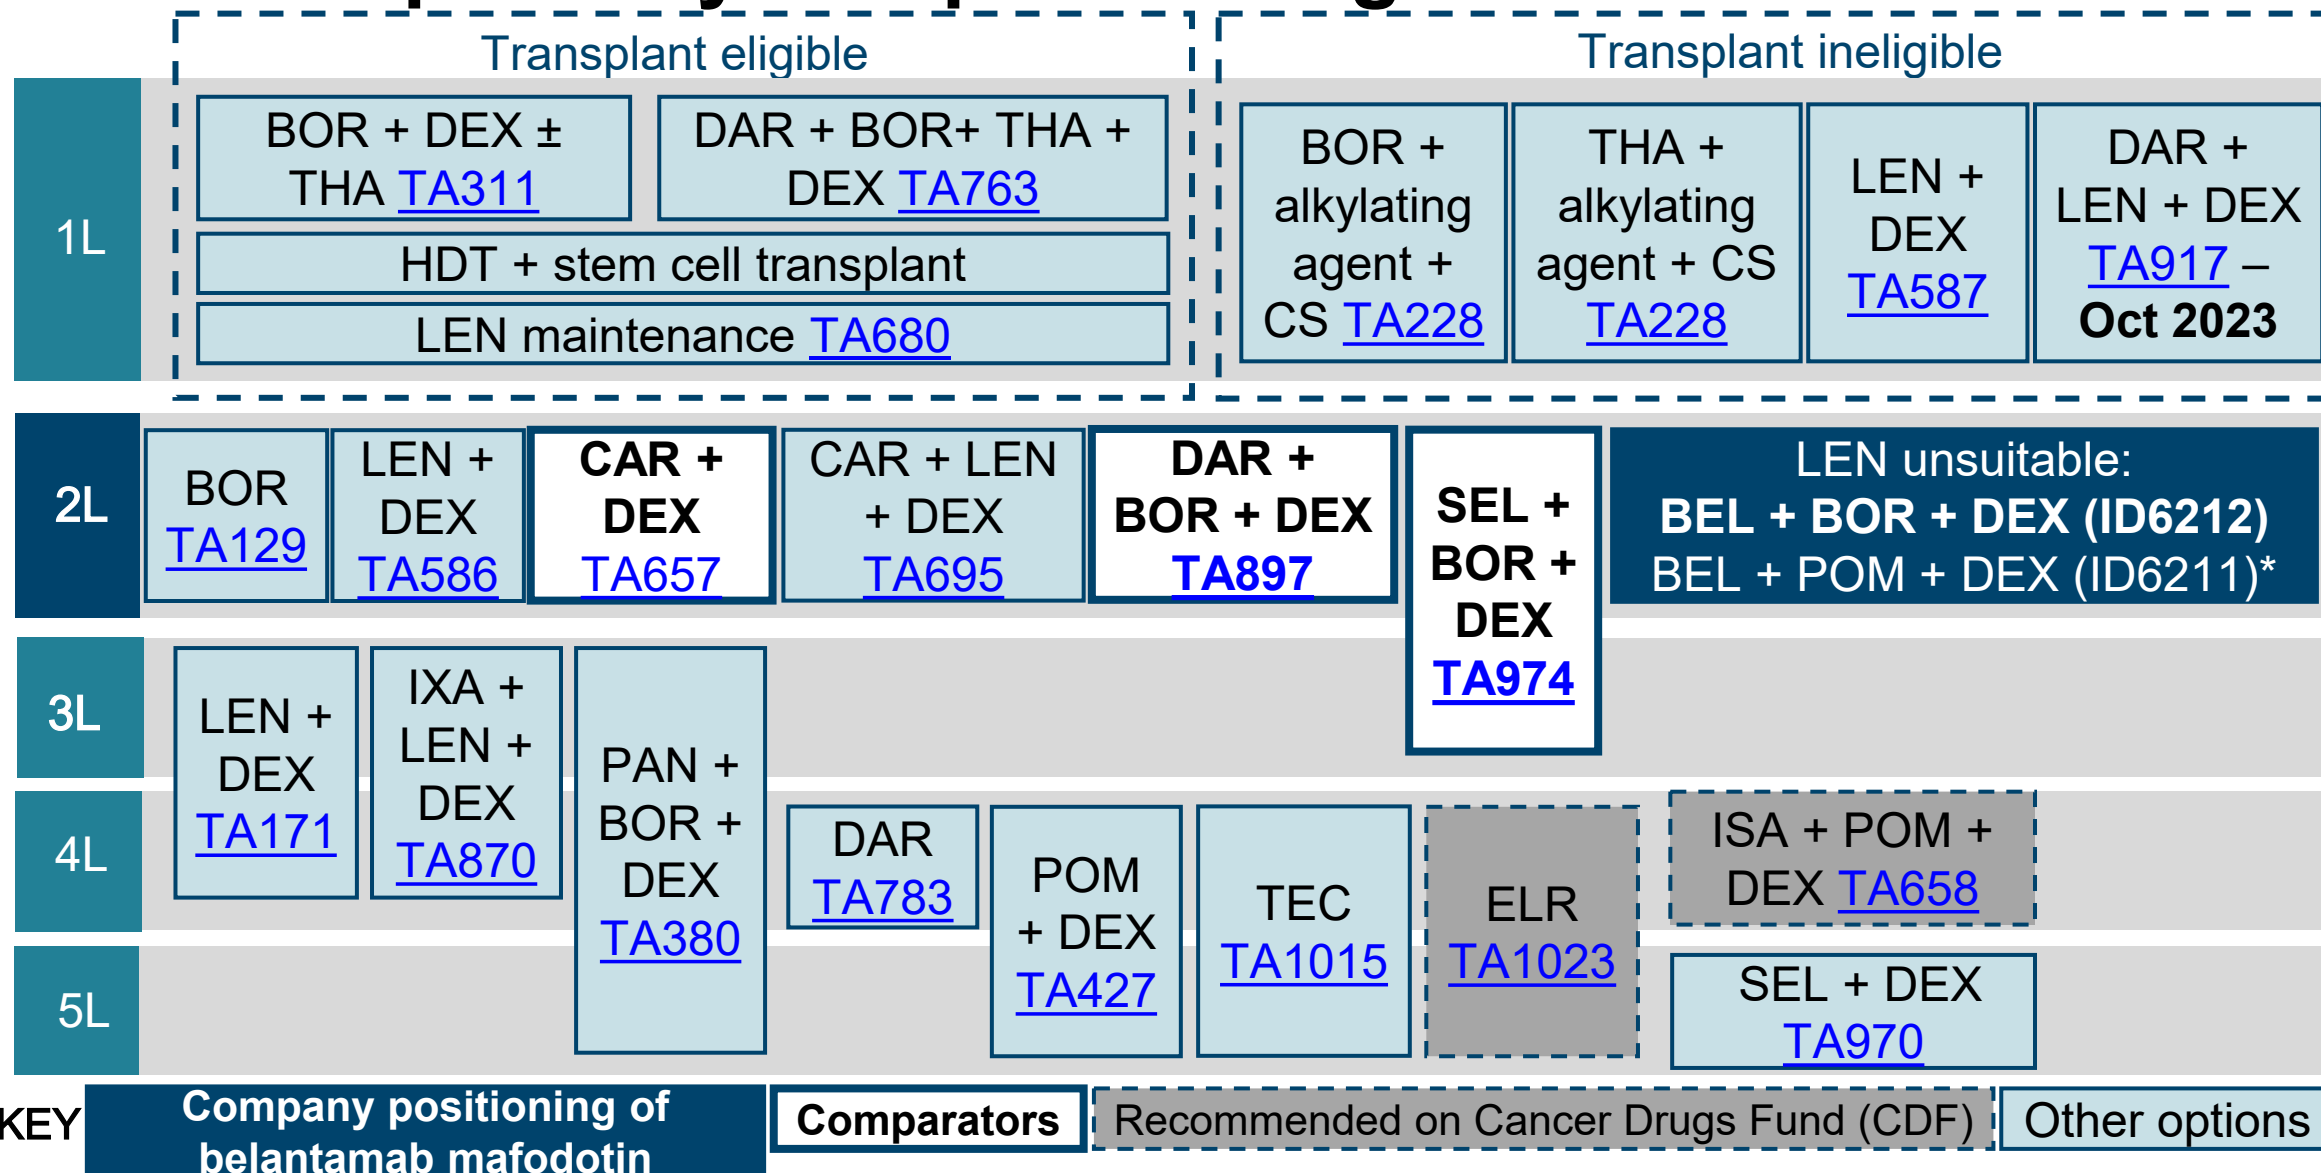 Transplant eligible
Transplant ineligible
1L
BOR + DEX ±
THA TA311
DAR + BOR+ THA +
DEX TA763
HDT + stem cell transplant
LEN maintenance TA680
BOR +
alkylating
agent +
CS TA228
THA +
alkylating
agent + CS
TA228
LEN +
DEX
TA587
DAR +
LEN + DEX
TA917 –
Oct 2023
2L
BOR
TA129
LEN +
DEX
TA586
CAR +
DEX
TA657
CAR + LEN
+ DEX
TA695
DAR +
BOR + DEX
TA897
SEL +
BOR +
DEX
TA974
LEN unsuitable:
BEL + BOR + DEX (ID6212)
BEL + POM + DEX (ID6211)*
3L
LEN +
DEX
TA171
IXA +
LEN +
DEX
TA870
PAN +
BOR +
DEX
TA380
4L
DAR
TA783
POM
+ DEX
TA427
TEC
TA1015
ELR
TA1023
ISA + POM +
DEX TA658
5L
SEL + DEX
TA970
KEY
Company positioning of
belantamab mafodotin
Comparators
Recommended on Cancer Drugs Fund (CDF)
Other options